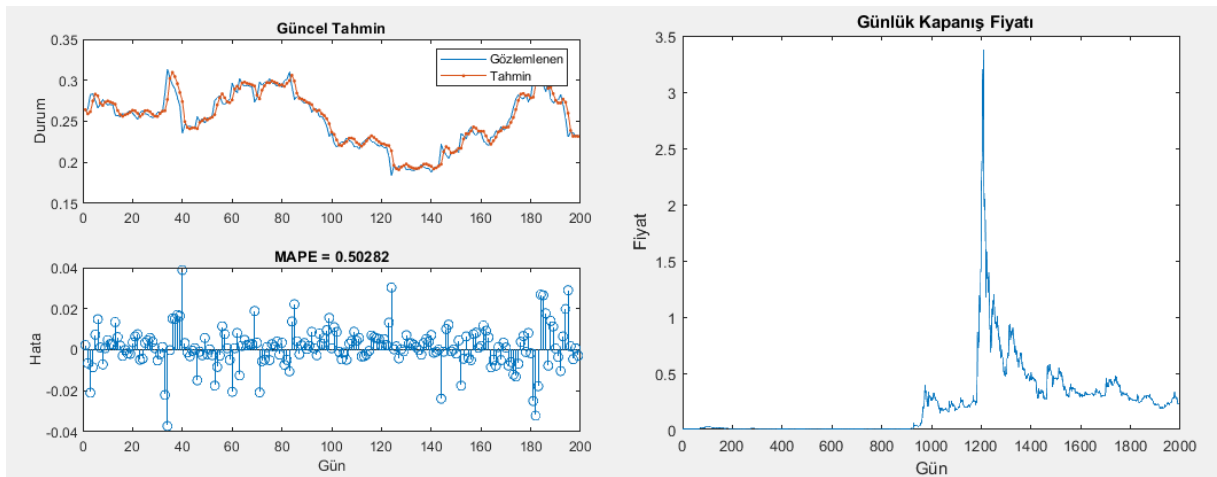 Güncel Tahmin
0.35
0.3
0.25
0.2
0.15
Durum
Gözlemlenen
Tahmin
0 20 40 60 80 100 120 140 160 180 200
MAPE = 0.50282
0.04
0.02
0
-0.02
-0.04
Hata
0 20 40 60 80 100 120 140 160 180 200
Gün
Günlük Kapanış Fiyatı
3.5
3
2.5
2
1.5
1
0.5
0
Fiyat
0 200 400 600 800 1000 1200 1400 1600 1800 2000
Gün